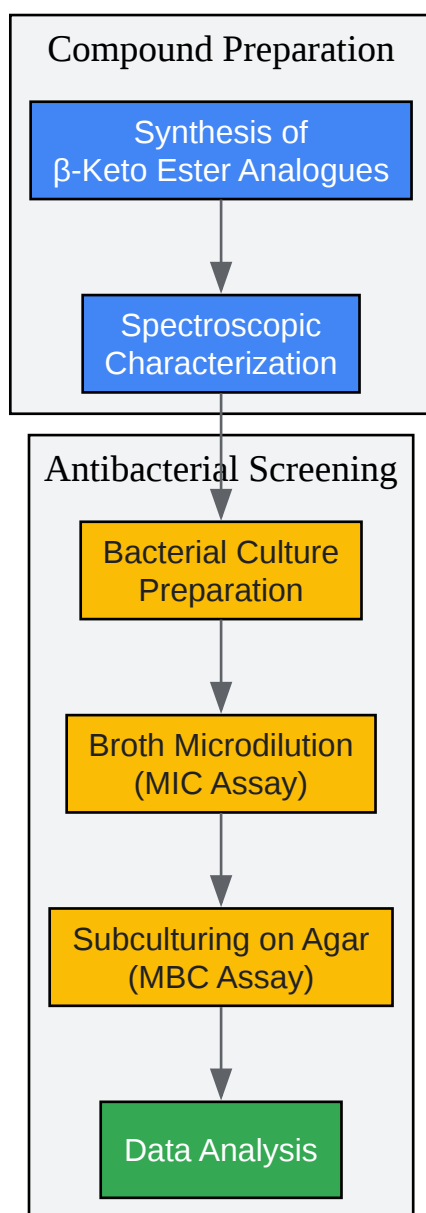 Compound Preparation
Synthesis of
β-Keto Ester Analogues
Spectroscopic
Characterization
Antibacterial Screening
Bacterial Culture
Preparation
Broth Microdilution
(MIC Assay)
Subculturing on Agar
(MBC Assay)
Data Analysis